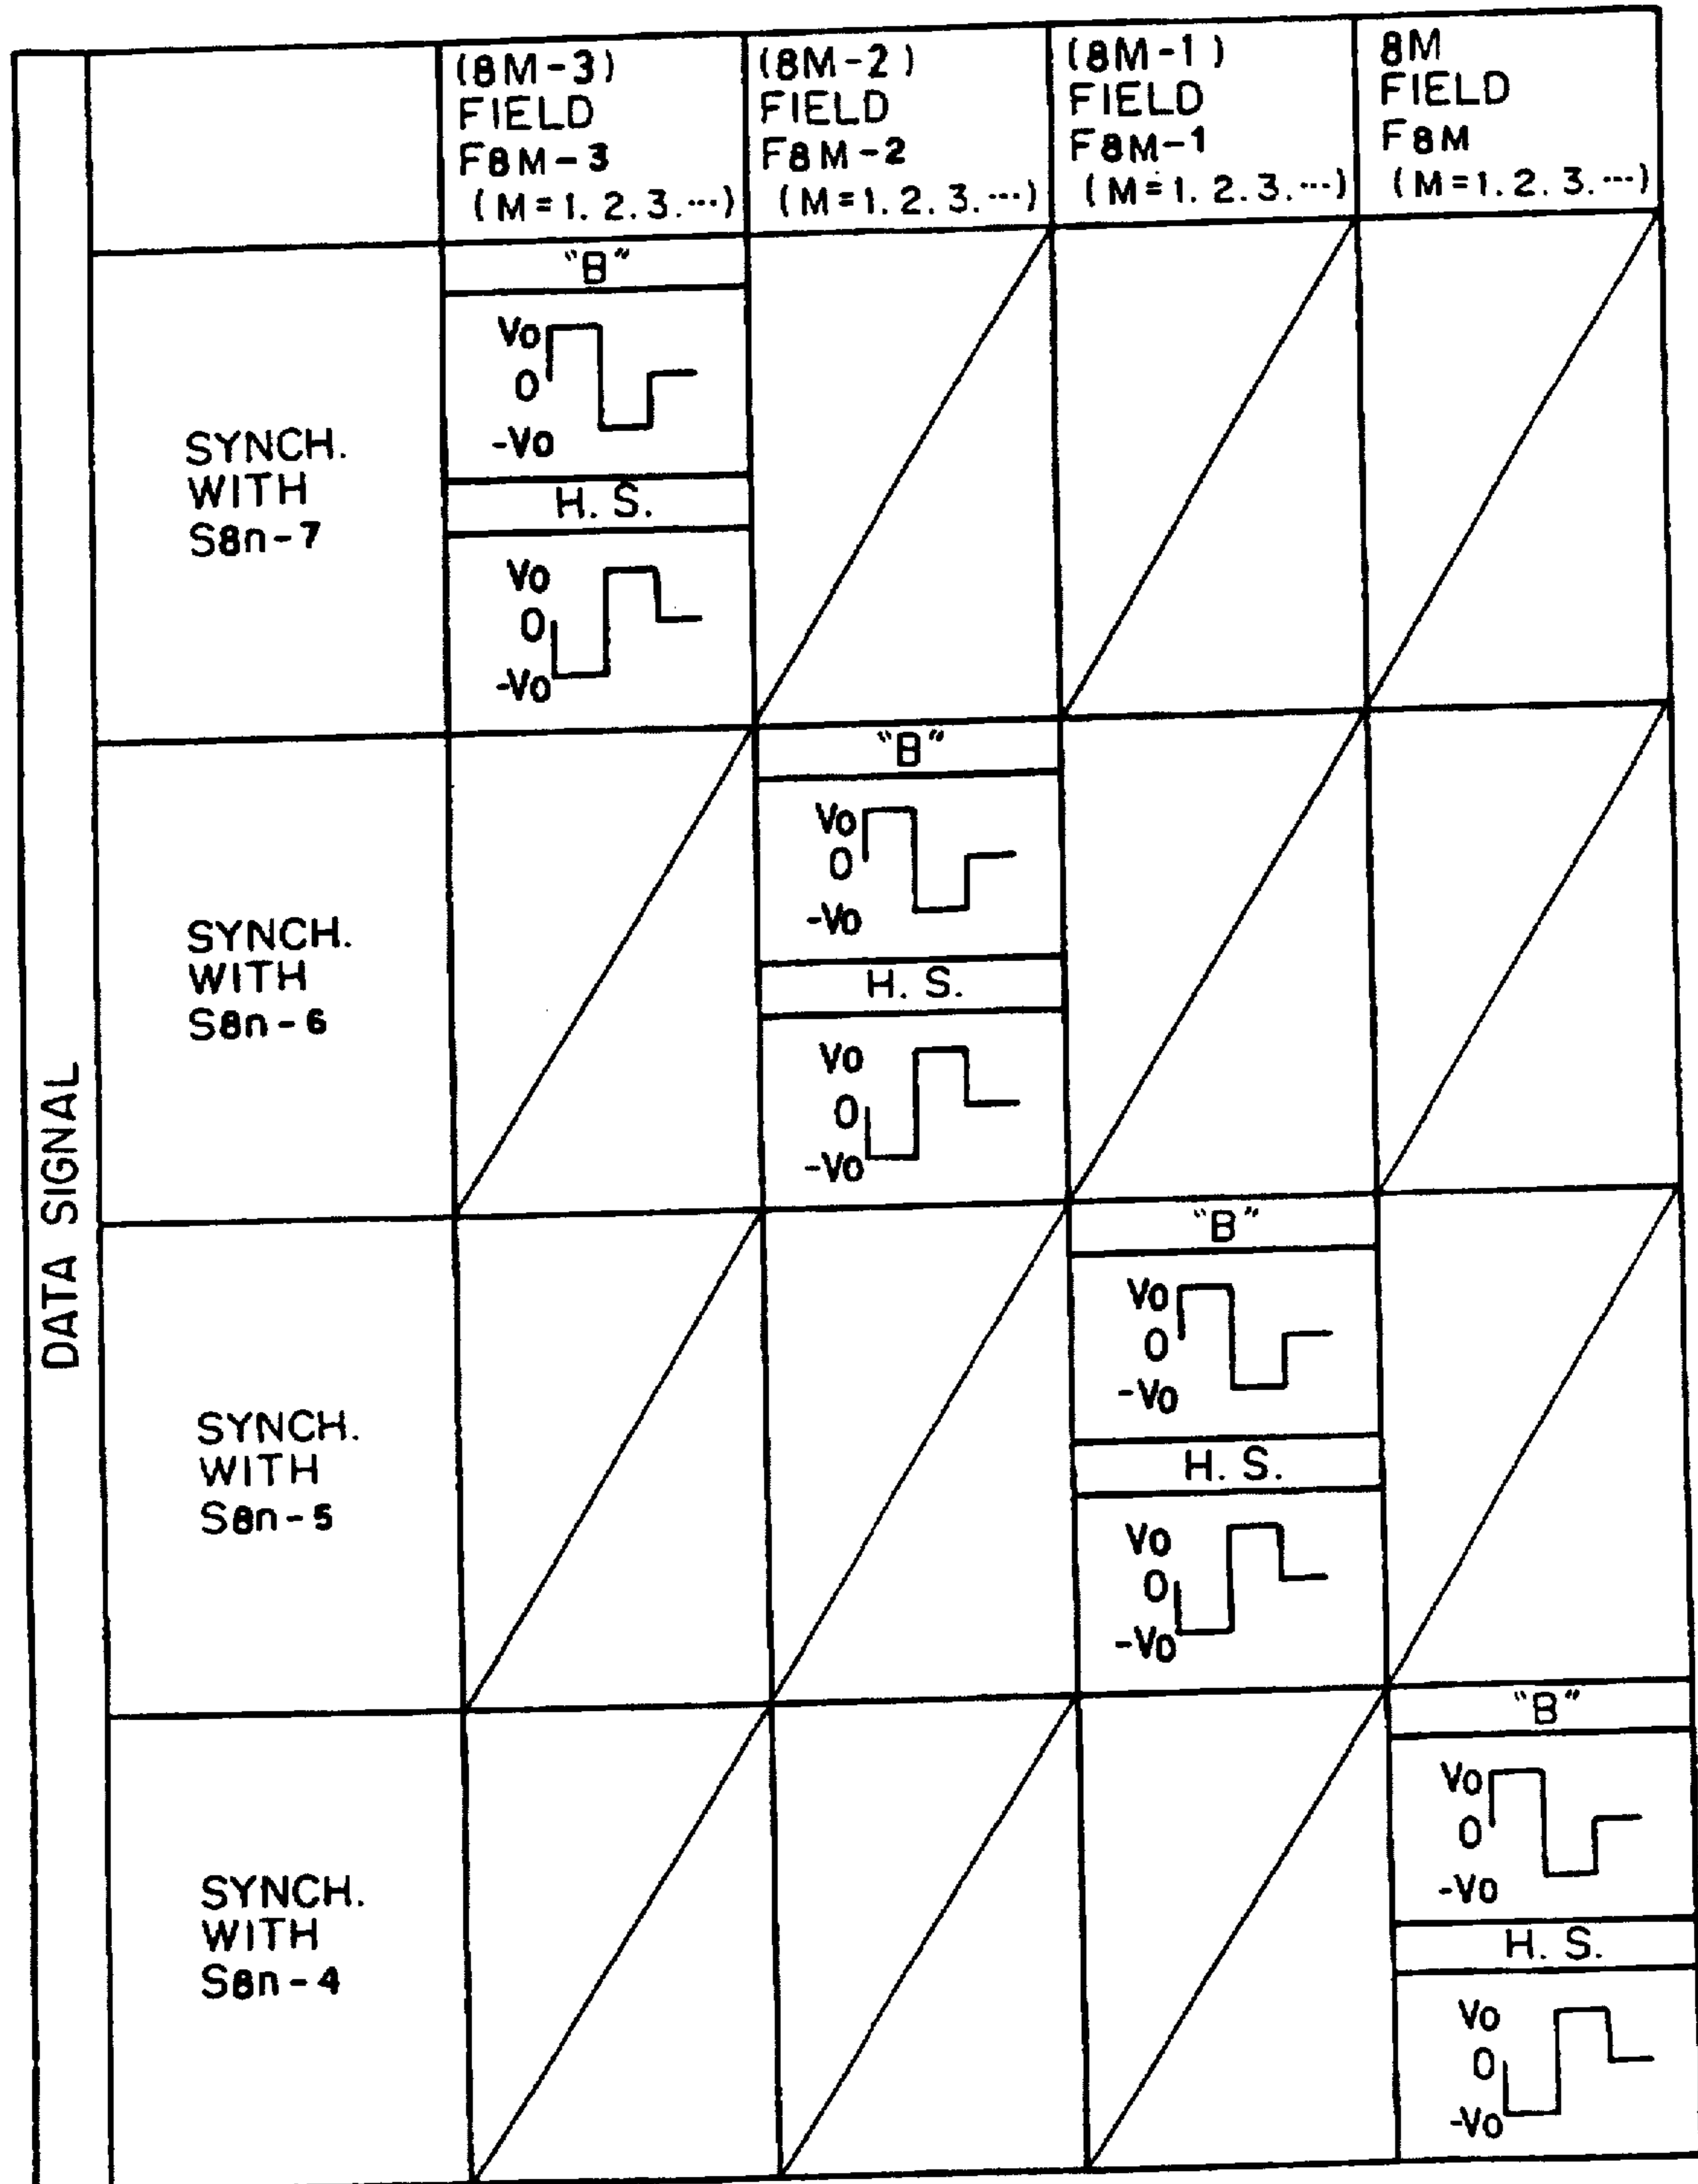 (8M-3)
FIELD
F8M-3
(M=1.2.3.···)
(8M-2)
FIELD
F8M-2
(M=1.2.3.···)
(8M-1)
FIELD
F8M-1
(M=1.2.3.···)
8M
FIELD
F8M
(M=1.2.3.···)
DATA SIGNAL
SYNCH.
WITH
S8n-7
"B"
Vo
0
-Vo
H. S.
Vo
0
-Vo
SYNCH.
WITH
S8n-6
"B"
Vo
0
-Vo
H. S.
Vo
0
-Vo
SYNCH.
WITH
S8n-5
"B"
Vo
0
-Vo
H. S.
Vo
0
-Vo
SYNCH.
WITH
S8n-4
"B"
Vo
0
-Vo
H. S.
Vo
0
-Vo